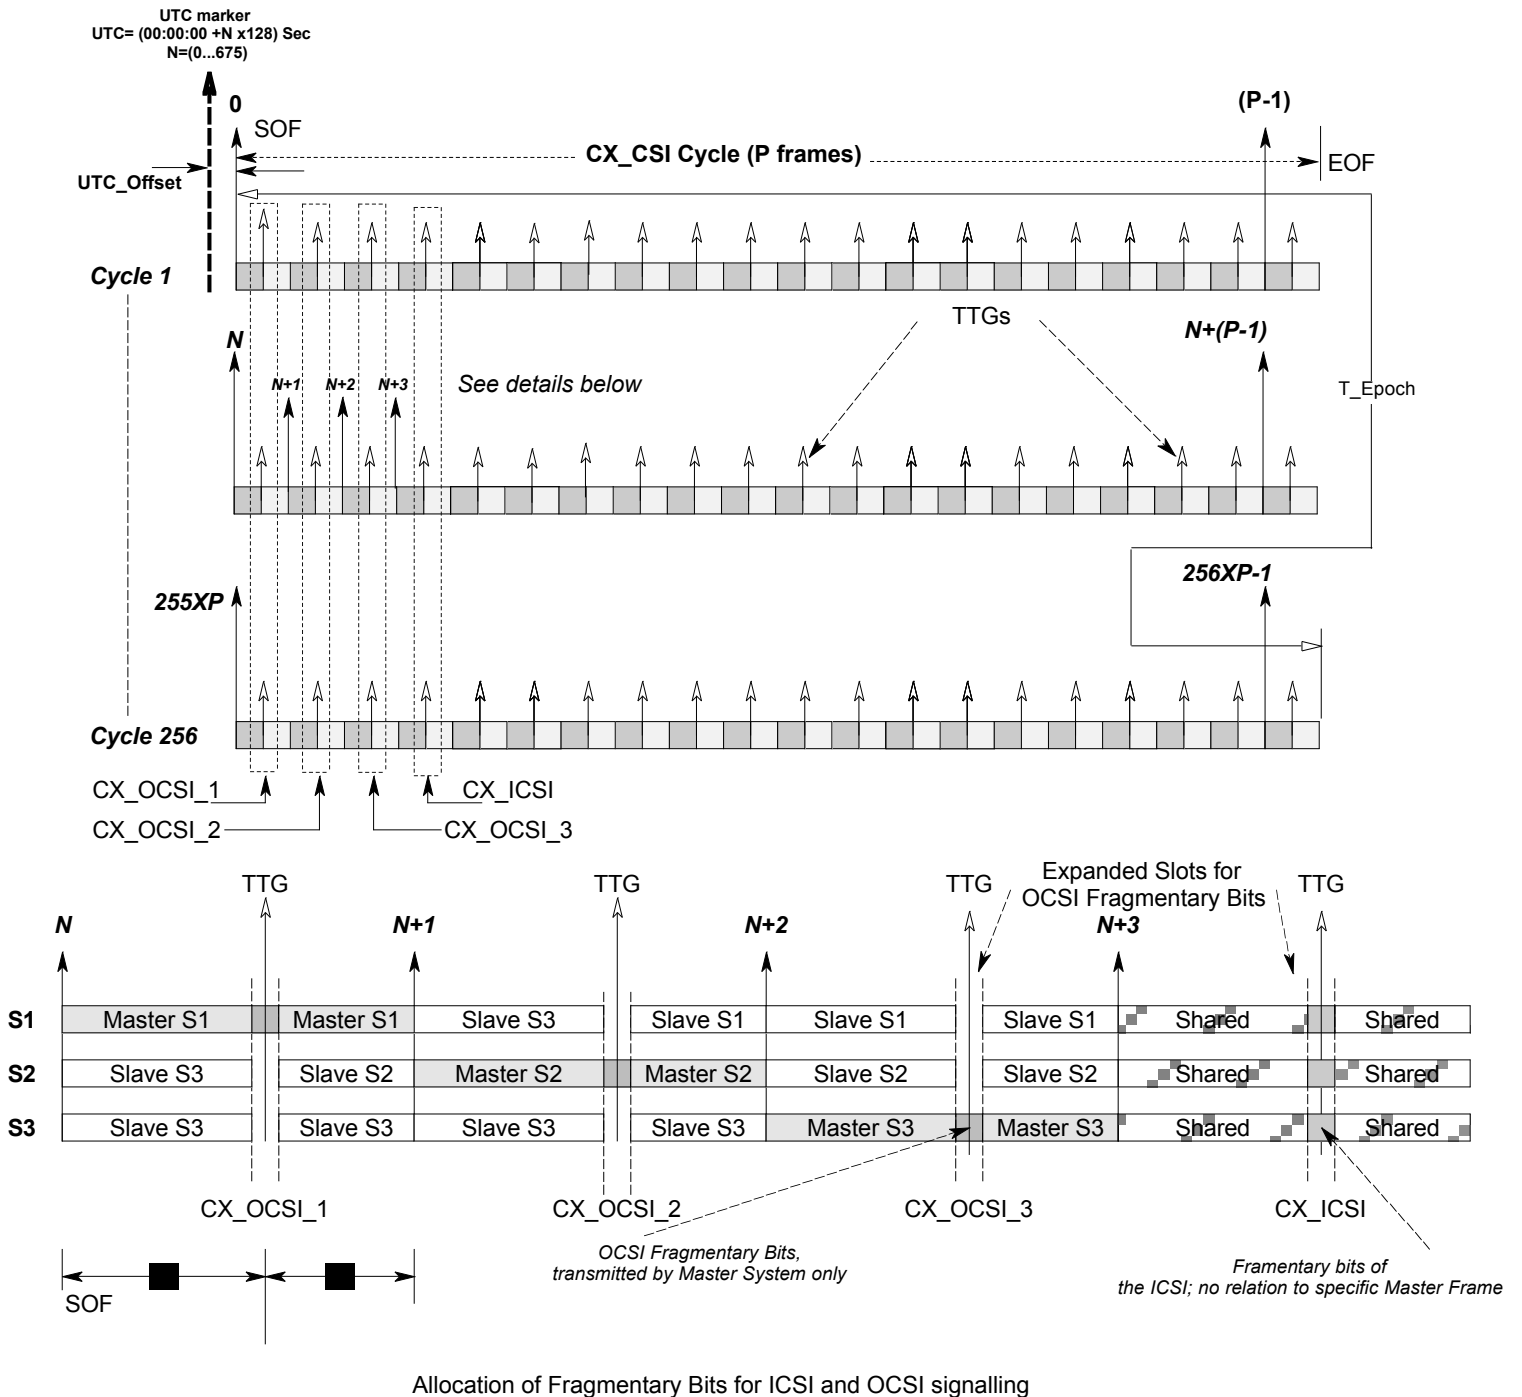 UTC marker
UTC= (00:00:00 +N x128) Sec
N=(0...675)
0
(P-1)
SOF
CX_CSI Cycle (P frames)
EOF
UTC_Offset
Cycle 1
TTGs
N
N+(P-1)
N+1
N+2
N+3
See details below
T_Epoch
255XP
256XP-1
Cycle 256
CX_OCSI_1
CX_ICSI
CX_OCSI_2
CX_OCSI_3
Expanded Slots for
OCSI Fragmentary Bits
TTG
TTG
TTG
TTG
N
N+1
N+2
N+3
S1 Master S1 Master S1 Slave S3 Slave S1 Slave S1 Slave S1 Shared Shared
S2 Slave S3 Slave S2 Master S2 Master S2 Slave S2 Slave S2 Shared Shared
S3 Slave S3 Slave S3 Slave S3 Slave S3 Master S3 Master S3 Shared Shared
CX_OCSI_1
CX_OCSI_2
CX_OCSI_3
CX_ICSI
OCSI Fragmentary Bits,
transmitted by Master System only
Framentary bits of
the ICSI; no relation to specific Master Frame
SOF
Allocation of Fragmentary Bits for ICSI and OCSI signalling